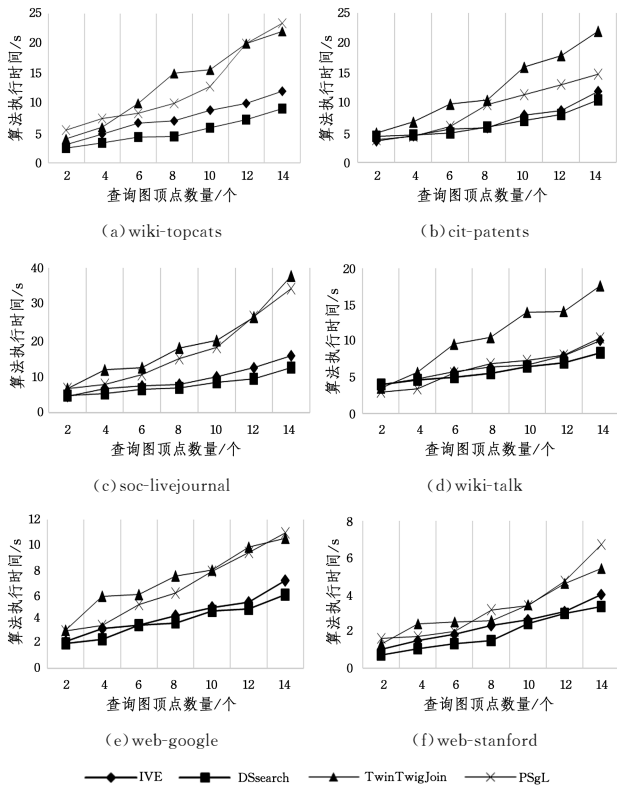 25
20
15
10
5
0
算法执行时间/s
2 4 6 8 10 12 14
查询图顶点数量/个
(a)wiki-topcats
25
20
15
10
5
0
算法执行时间/s
2 4 6 8 10 12 14
查询图顶点数量/个
(b)cit-patents
40
30
20
10
0
算法执行时间/s
2 4 6 8 10 12 14
查询图顶点数量/个
(c)soc-livejournal
20
15
10
5
0
算法执行时间/s
2 4 6 8 10 12 14
查询图顶点数量/个
(d)wiki-talk
12
10
8
6
4
2
0
算法执行时间/s
2 4 6 8 10 12 14
查询图顶点数量/个
(e)web-google
8
6
4
2
0
算法执行时间/s
2 4 6 8 10 12 14
查询图顶点数量/个
(f)web-stanford
IVE DSsearch TwinTwigJoin PSgL